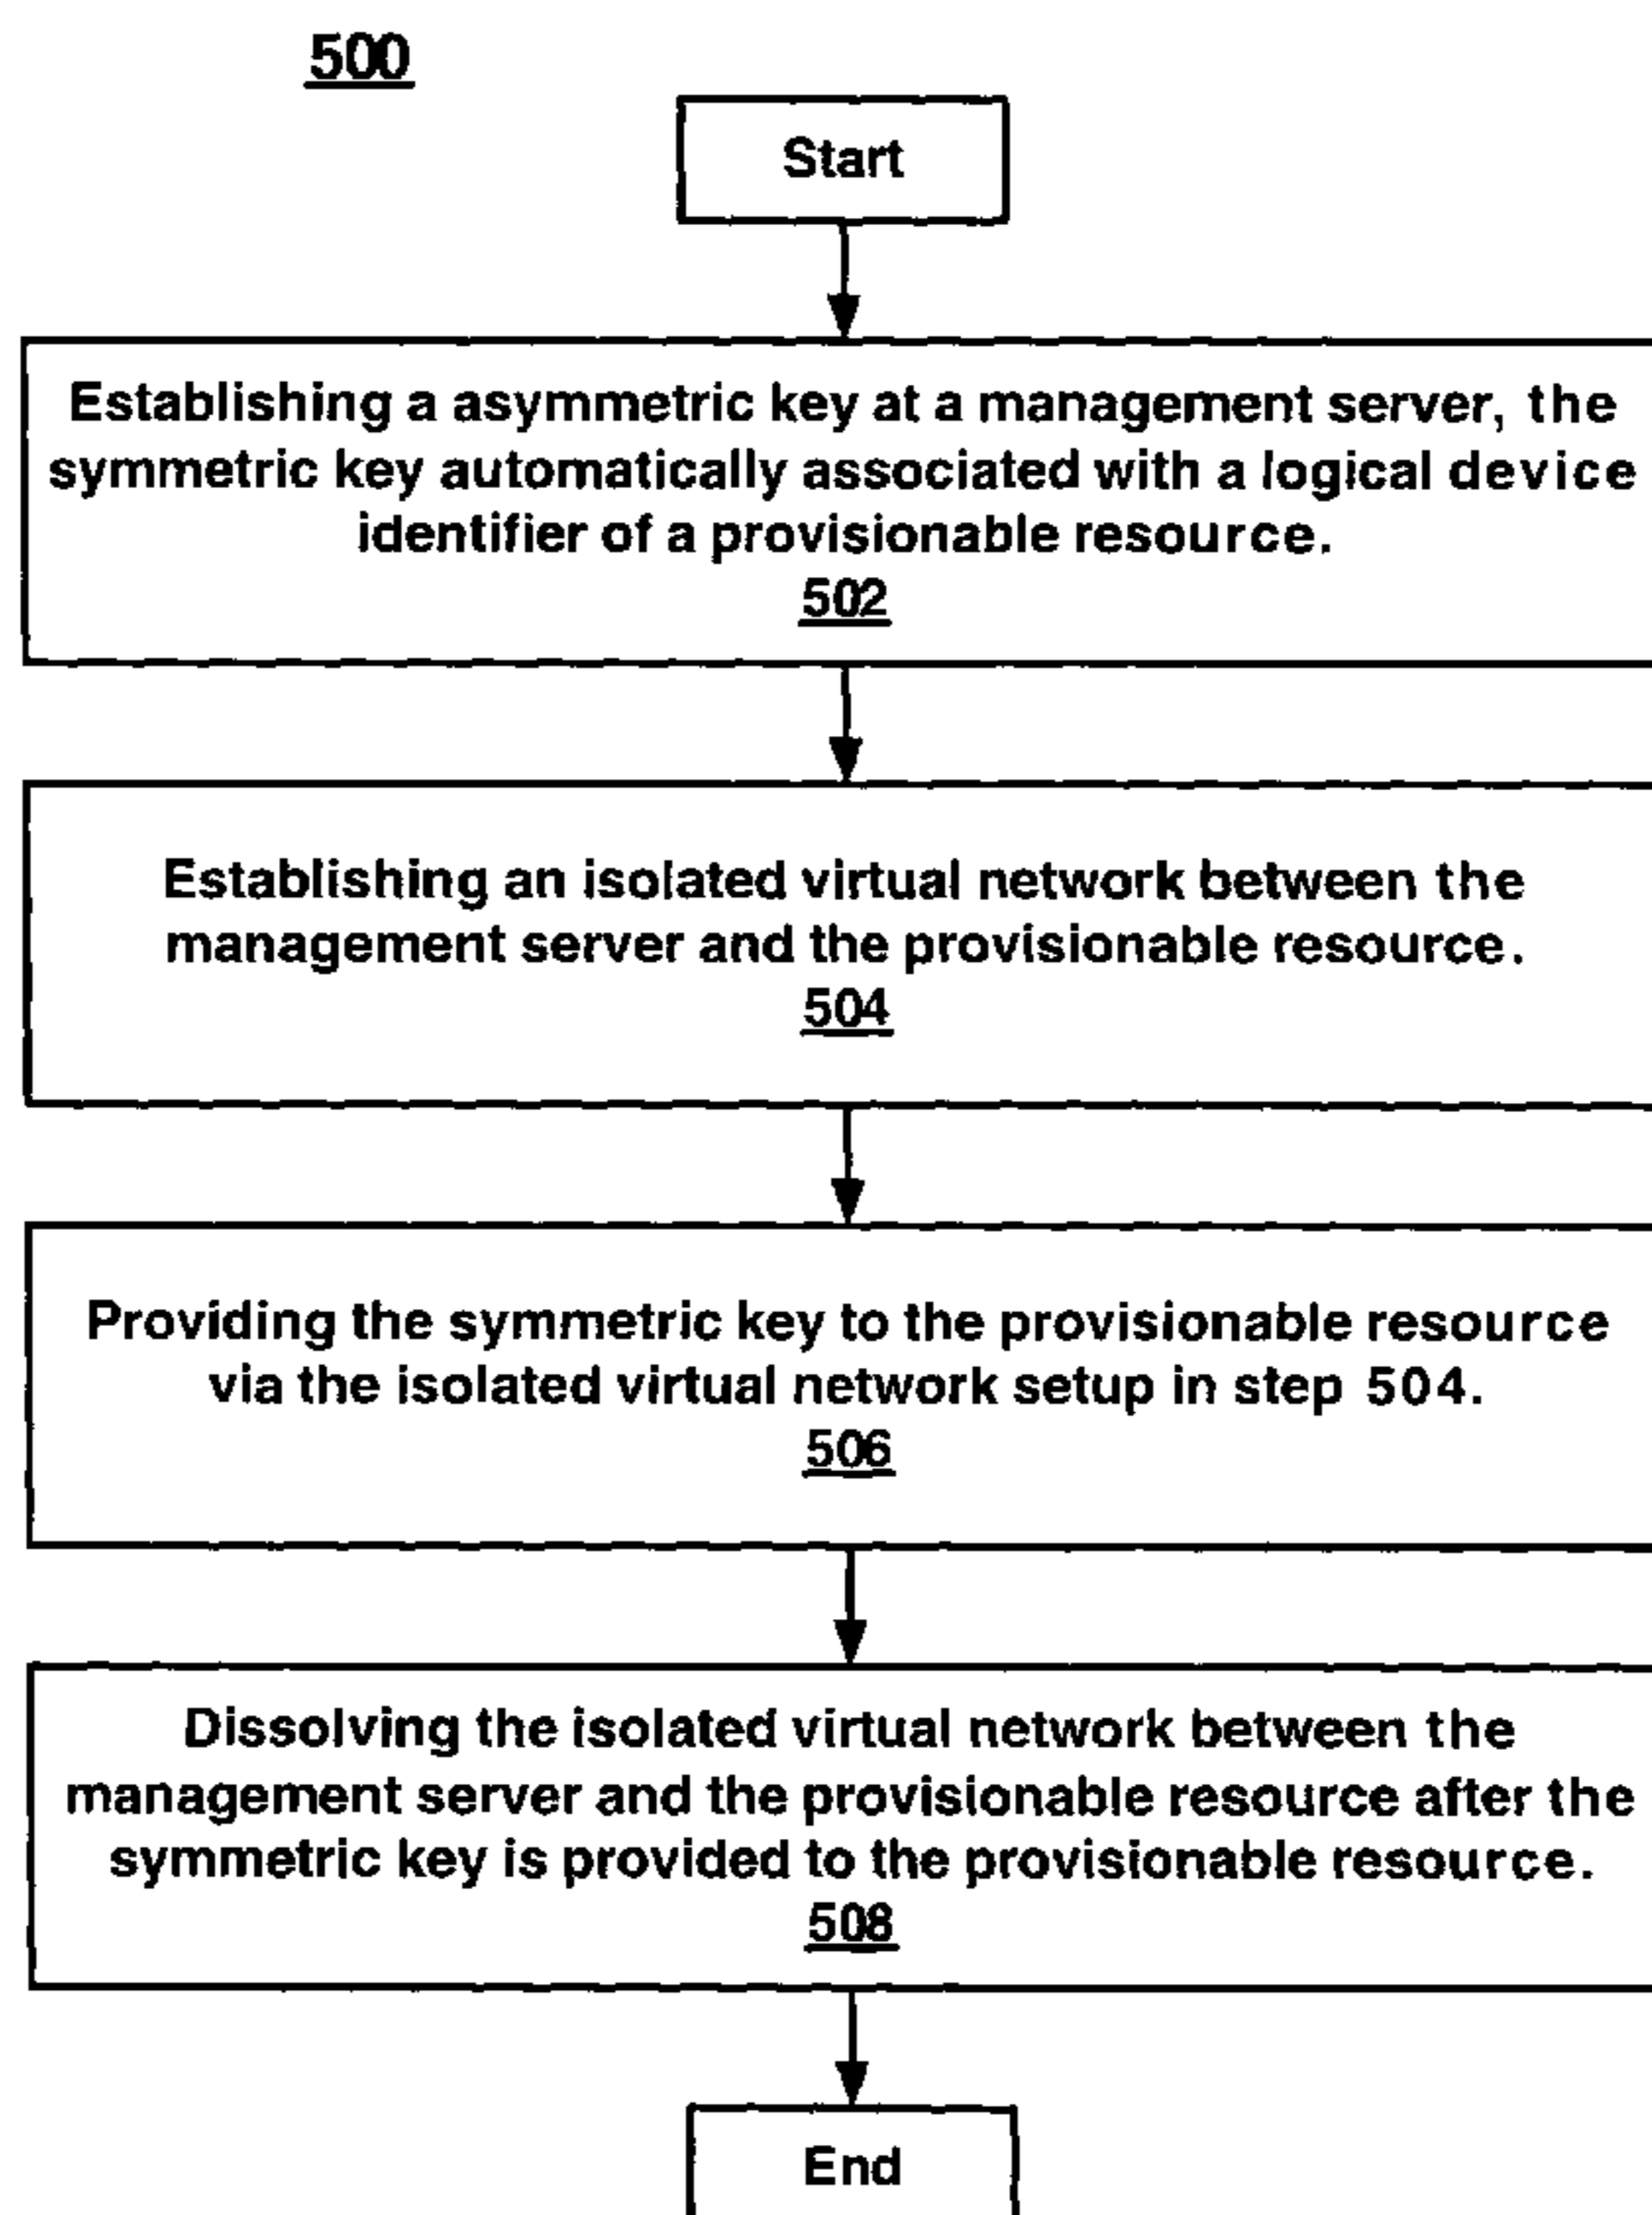 500
Start
Establishing a asymmetric key at a management server, the
symmetric key automatically associated with a logical device
identifier of a provisionable resource.
502
Establishing an isolated virtual network between the
management server and the provisionable resource.
504
Providing the symmetric key to the provisionable resource
via the isolated virtual network setup in step 504.
506
Dissolving the isolated virtual network between the
management server and the provisionable resource after the
symmetric key is provided to the provisionable resource.
508
End